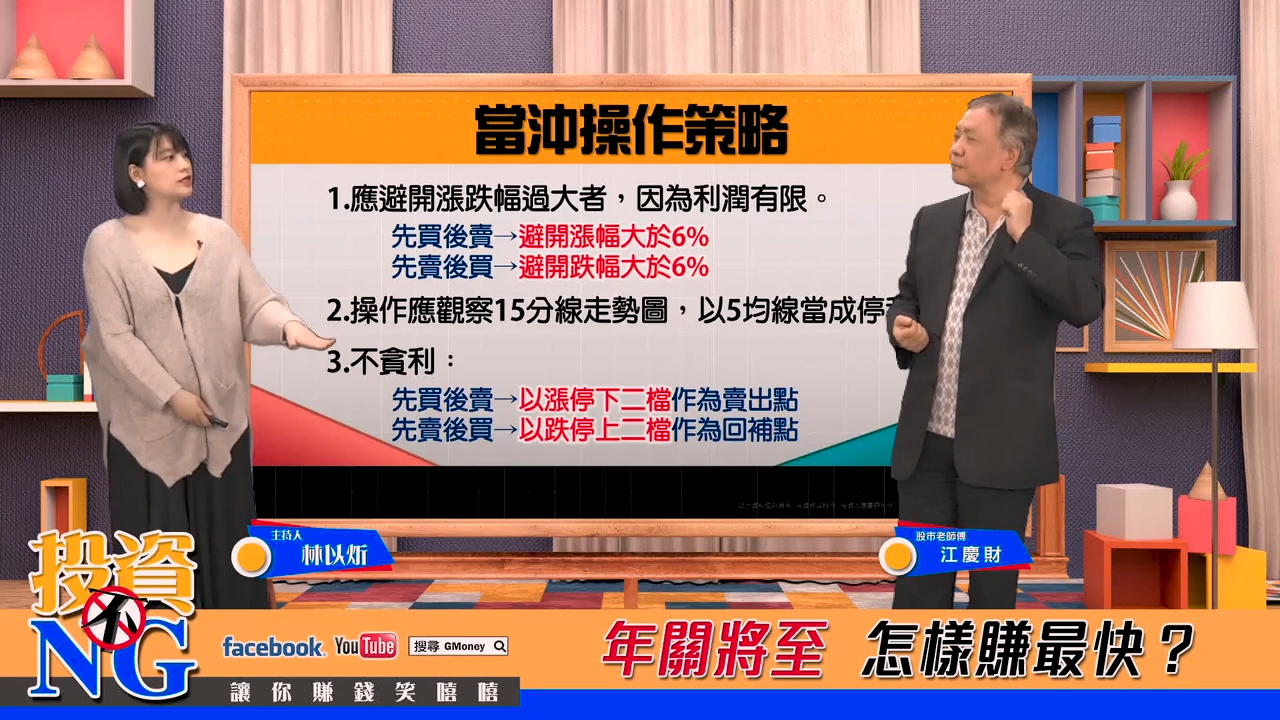 當沖操作策略
1.應避開漲跌幅過大者，因為利潤有限。
先買後賣→避開漲幅大於6%
先賣後買→避開跌幅大於6%
2.操作應觀察15分線走勢圖，以5均線當成停
3.不貪利：
先買後賣→以漲停下二檔作為賣出點
先賣後買→以跌停上二檔作為回補點
主持人
林以炘
股市老師傅
江慶財
投資
不
NG
facebook.
YouTube
搜尋 GMoney
年關將至 怎樣賺最快？
讓你賺錢笑嘻嘻